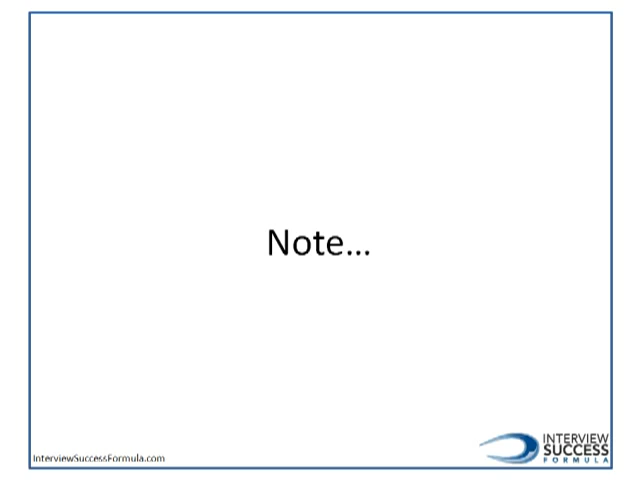 Note...
InterviewSuccessFormula.com
INTERVIEW
SUCCESS
FORMULA